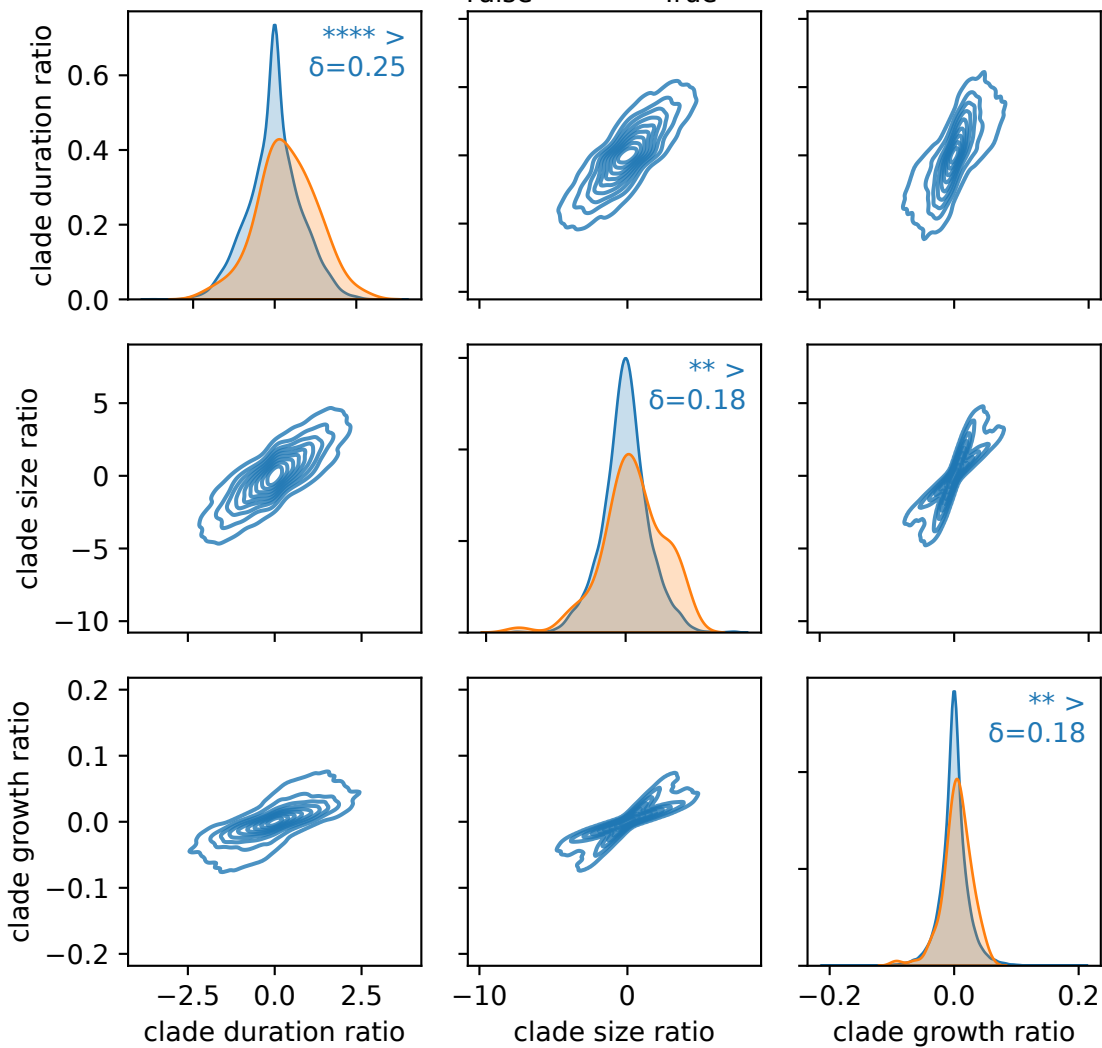 True
clade duration ratio
0.6
0.4
0.2
0.0
**** >
δ=0.25
clade size ratio
5
0
−5
−10
** >
δ=0.18
clade growth ratio
0.2
0.1
0.0
−0.1
−0.2
** >
δ=0.18
−2.5 0.0 2.5
−10 0
−0.2 0.0 0.2
clade duration ratio
clade size ratio
clade growth ratio